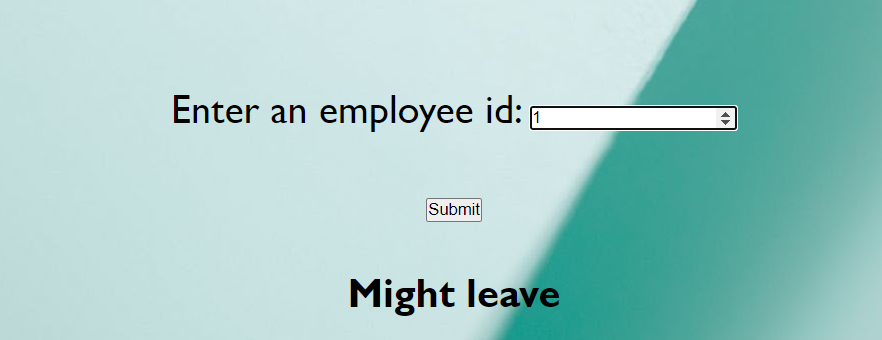 Enter an employee id: 1
Submit
Might leave